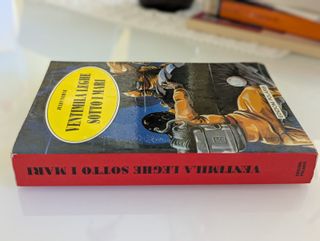 JULES VERNE
VENTIMILA LEGHE
SOTTO I MARI
VENTIMILA LEGHE SOTTO I MARI